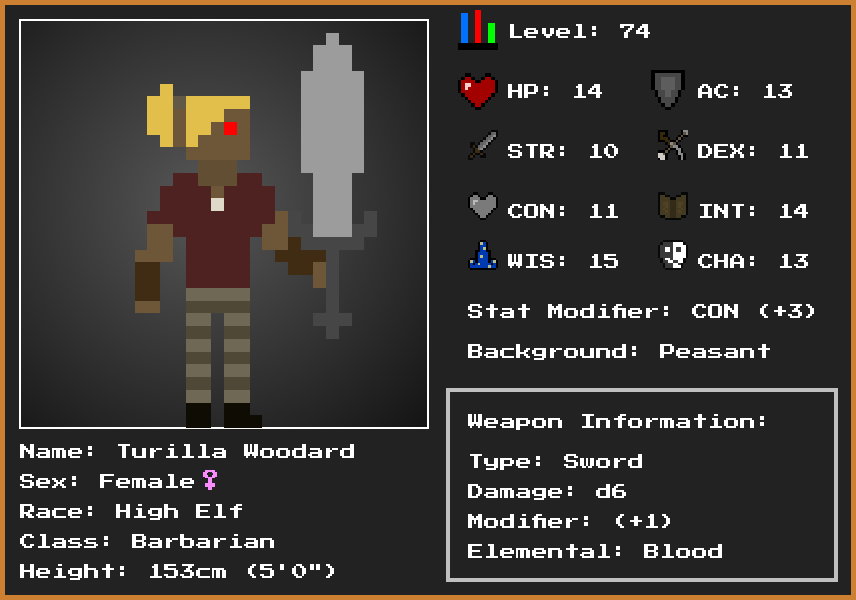 Level: 74
HP: 14 AC: 13
STR: 10 DEX: 11
CON: 11 INT: 14
WIS: 15 CHA: 13
Stat Modifier: CON (+3)
Background: Peasant
Weapon Information:
Type: Sword
Damage: d6
Modifier: (+1)
Elemental: Blood
Name: Turilla Woodard
Sex: Female♀
Race: High Elf
Class: Barbarian
Height: 153cm (5'0")